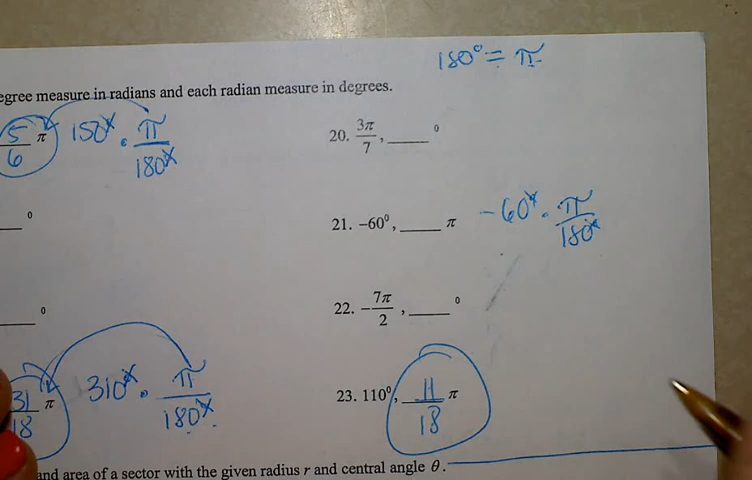 180° = π
egree measure in radians and each radian measure in degrees.
5/6 π 150° · π/180°
20. 3π/7, ____ °
____ °
21. -60°, ____ π -60° · π/180°
____ °
22. -7π/2, ____ °
31/18 π 310° · π/180°
23. 110°, 11/18 π
and area of a sector with the given radius r and central angle θ.